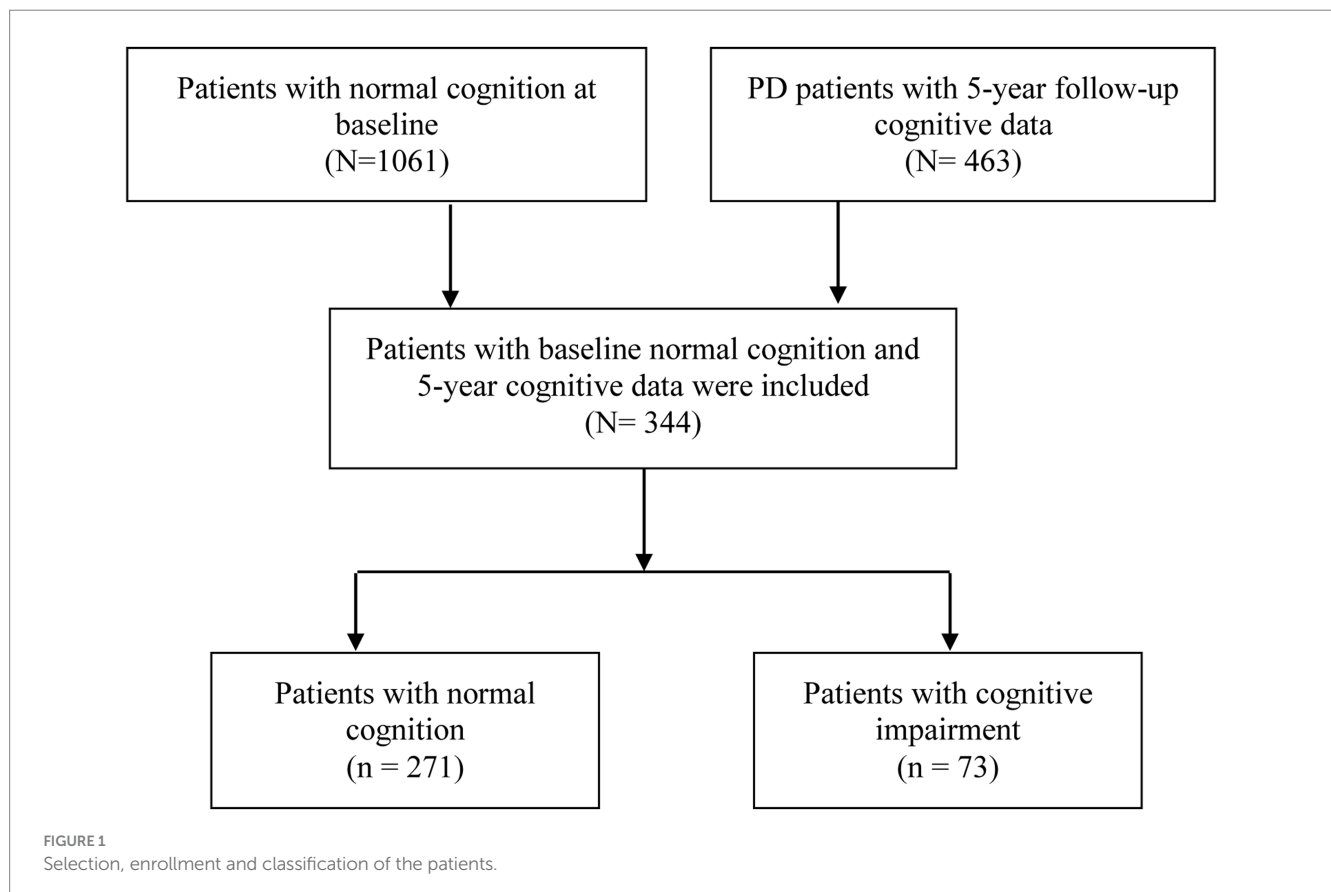 Patients with normal cognition at
baseline
(N=1061)
PD patients with 5-year follow-up
cognitive data
(N= 463)
Patients with baseline normal cognition and
5-year cognitive data were included
(N= 344)
Patients with normal
cognition
(n = 271)
Patients with cognitive
impairment
(n = 73)
FIGURE 1
Selection, enrollment and classification of the patients.